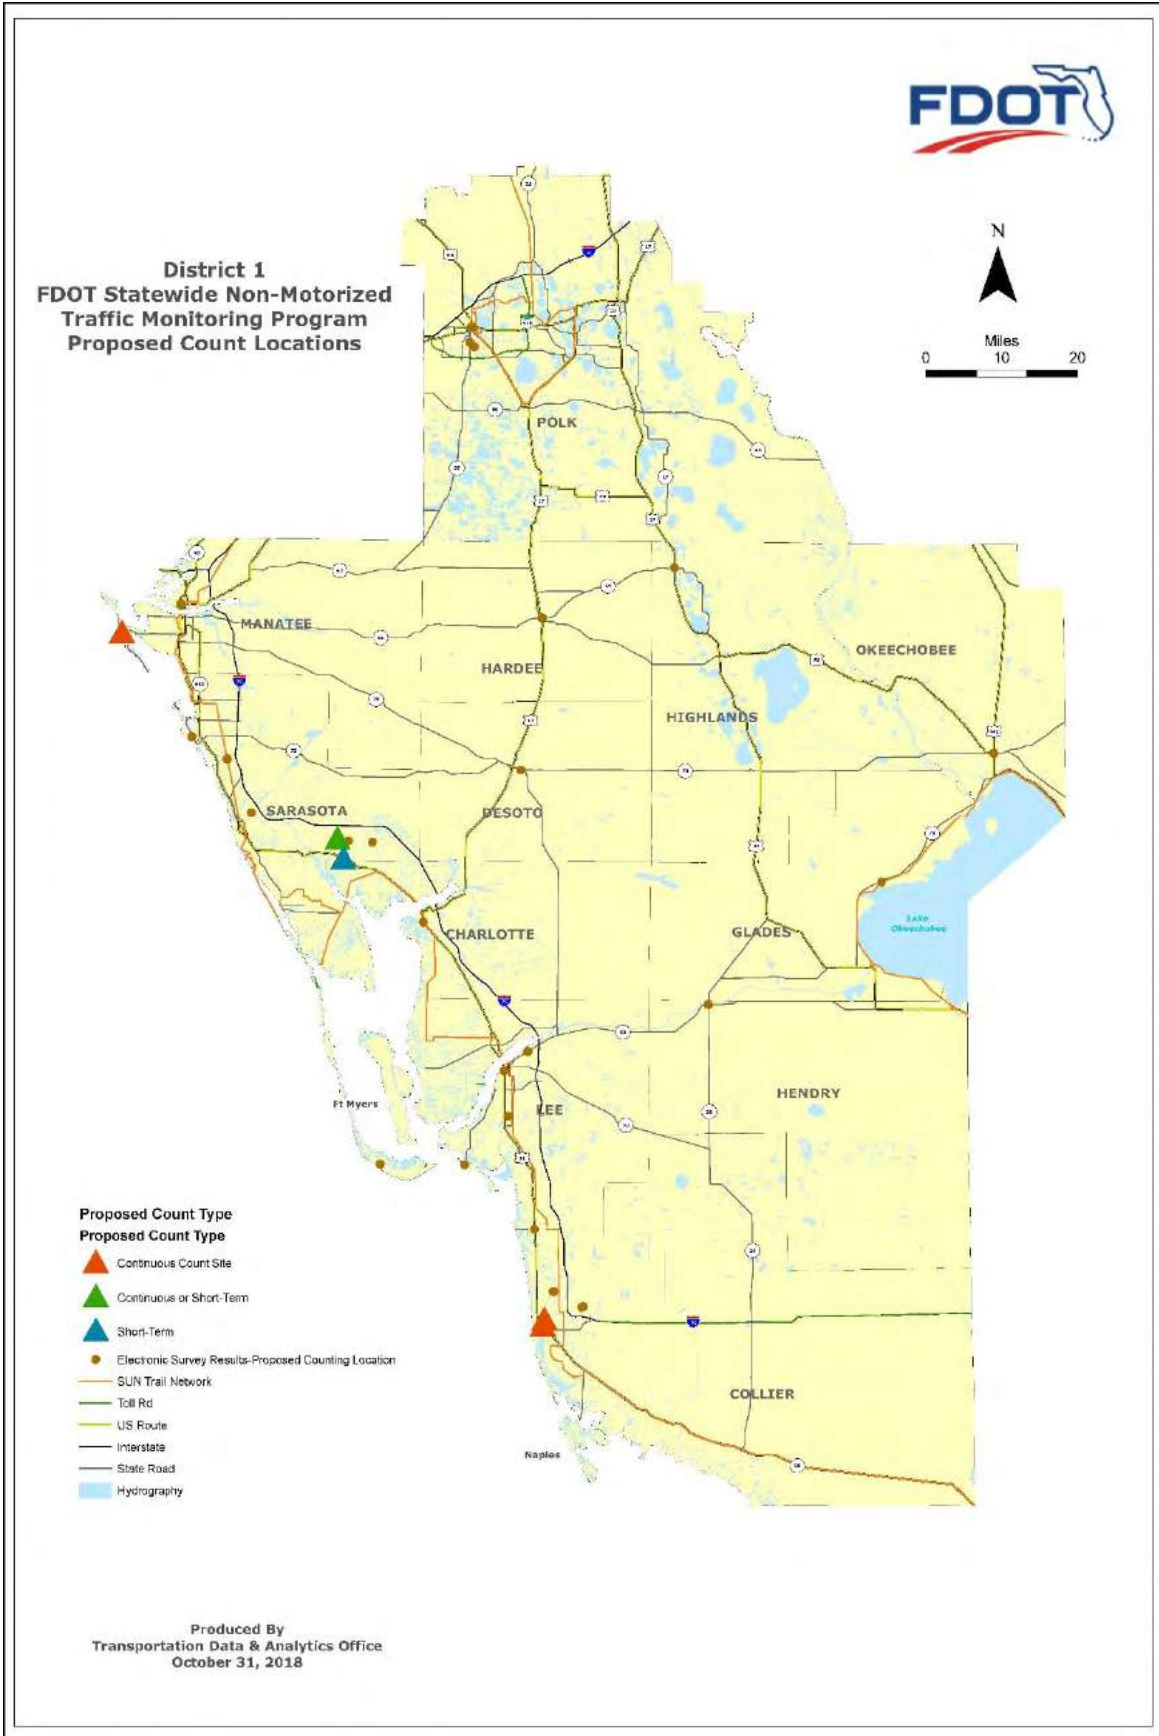 FDOT
N
Miles
0 10 20
District 1
FDOT Statewide Non-Motorized
Traffic Monitoring Program
Proposed Count Locations
POLK
MANATEE
HARDEE
OKEECHOBEE
HIGHLANDS
SARASOTA
DESOTO
CHARLOTTE
GLADES
Lake
Okeechobee
HENDRY
Ft Myers
LEE
COLLIER
Naples
Proposed Count Type
Proposed Count Type
Continuous Count Site
Continuous or Short-Term
Short-Term
Electronic Survey Results-Proposed Counting Location
SUN Trail Network
Toll Rd
US Route
Interstate
State Road
Hydrography
Produced By
Transportation Data & Analytics Office
October 31, 2018